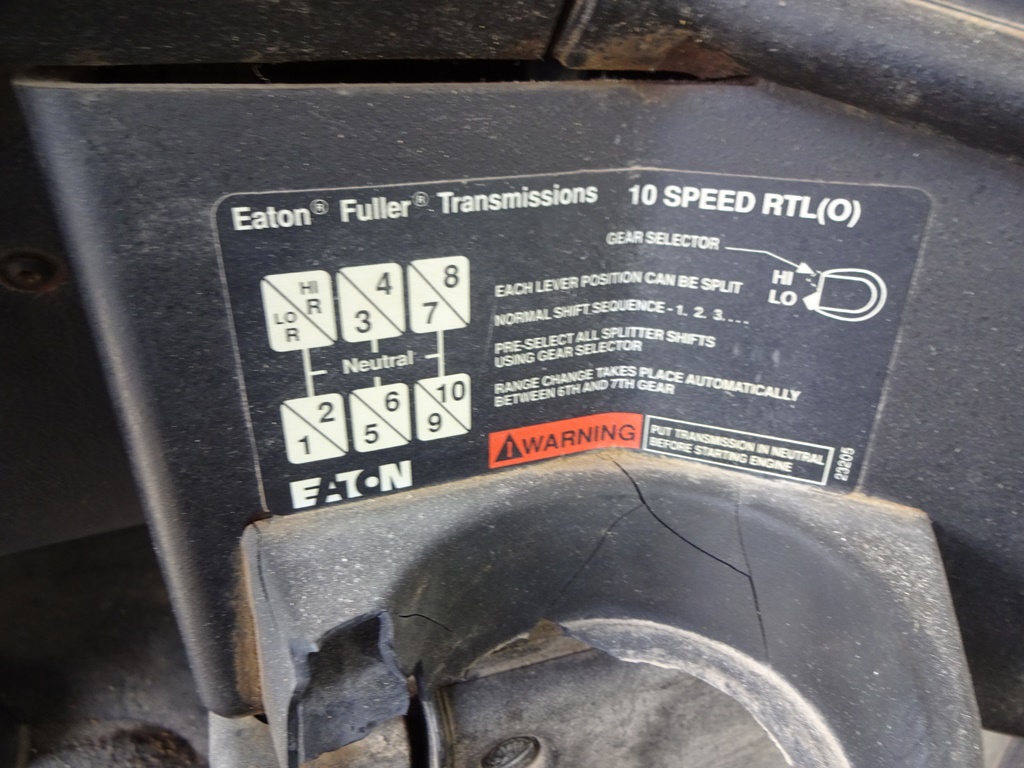 Eaton® Fuller® Transmissions 10 SPEED RTL(O)
GEAR SELECTOR
HI
LO
HI
R
LO
R
4
3
8
7
Neutral
2
1
6
5
10
9
EACH LEVER POSITION CAN BE SPLIT
NORMAL SHIFT SEQUENCE - 1. 2. 3....
PRE-SELECT ALL SPLITTER SHIFTS
USING GEAR SELECTOR
RANGE CHANGE TAKES PLACE AUTOMATICALLY
BETWEEN 6TH AND 7TH GEAR
WARNING
PUT TRANSMISSION IN NEUTRAL
BEFORE STARTING ENGINE
23205
EATON